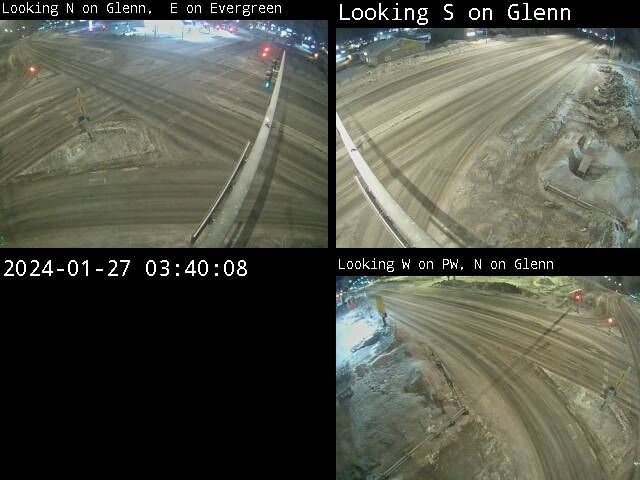 Looking N on Glenn,  E on Evergreen
Looking S on Glenn
2024-01-27 03:40:08
Looking W on PW, N on Glenn